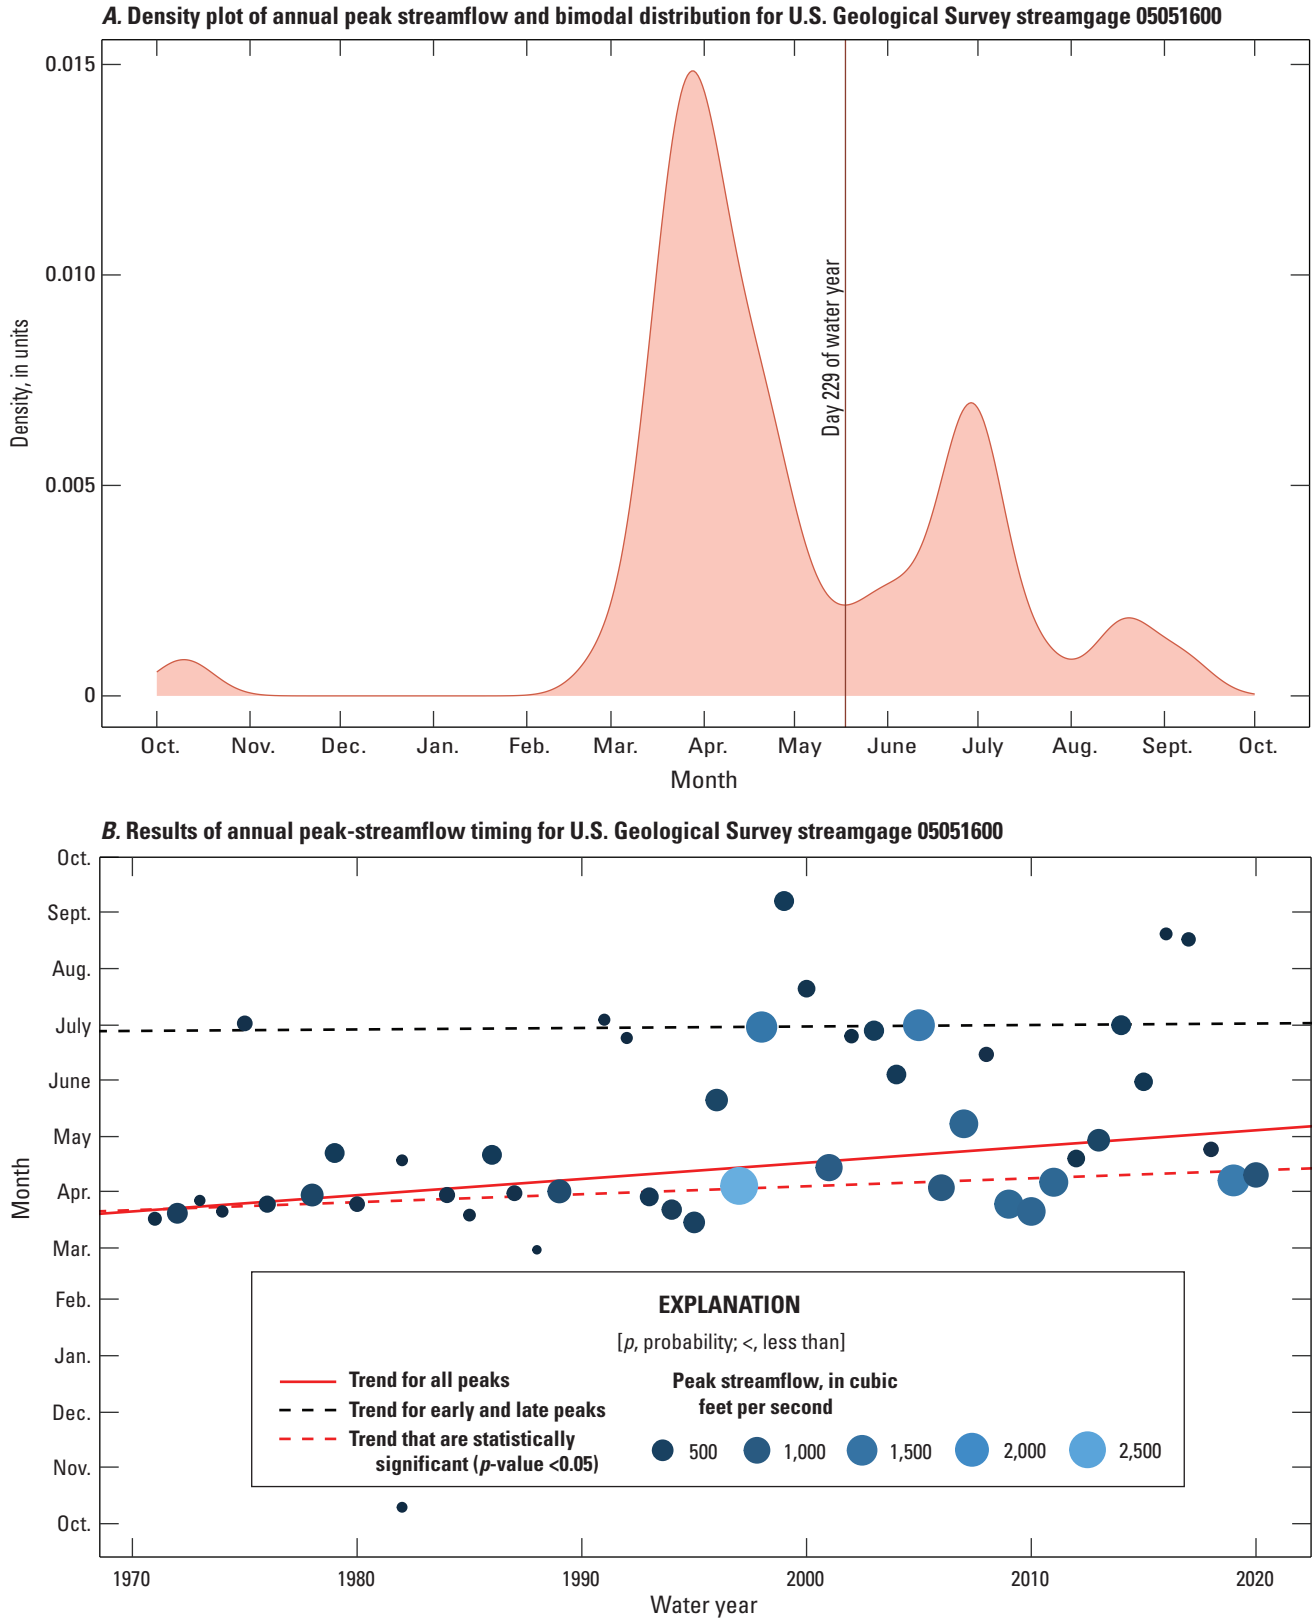 A. Density plot of annual peak streamflow and bimodal distribution for U.S. Geological Survey streamgage 05051600
0.015
0.010
0.005
0
Density, in units
Day 229 of water year
Oct. Nov. Dec. Jan. Feb. Mar. Apr. May June July Aug. Sept. Oct.
Month
B. Results of annual peak-streamflow timing for U.S. Geological Survey streamgage 05051600
Oct.
Sept.
Aug.
July
June
May
Apr.
Mar.
Feb.
Jan.
Dec.
Nov.
Oct.
Month
EXPLANATION
[p, probability; <, less than]
Trend for all peaks
Trend for early and late peaks
Trend that are statistically
significant (p-value <0.05)
Peak streamflow, in cubic
feet per second
500 1,000 1,500 2,000 2,500
1970 1980 1990 2000 2010 2020
Water year